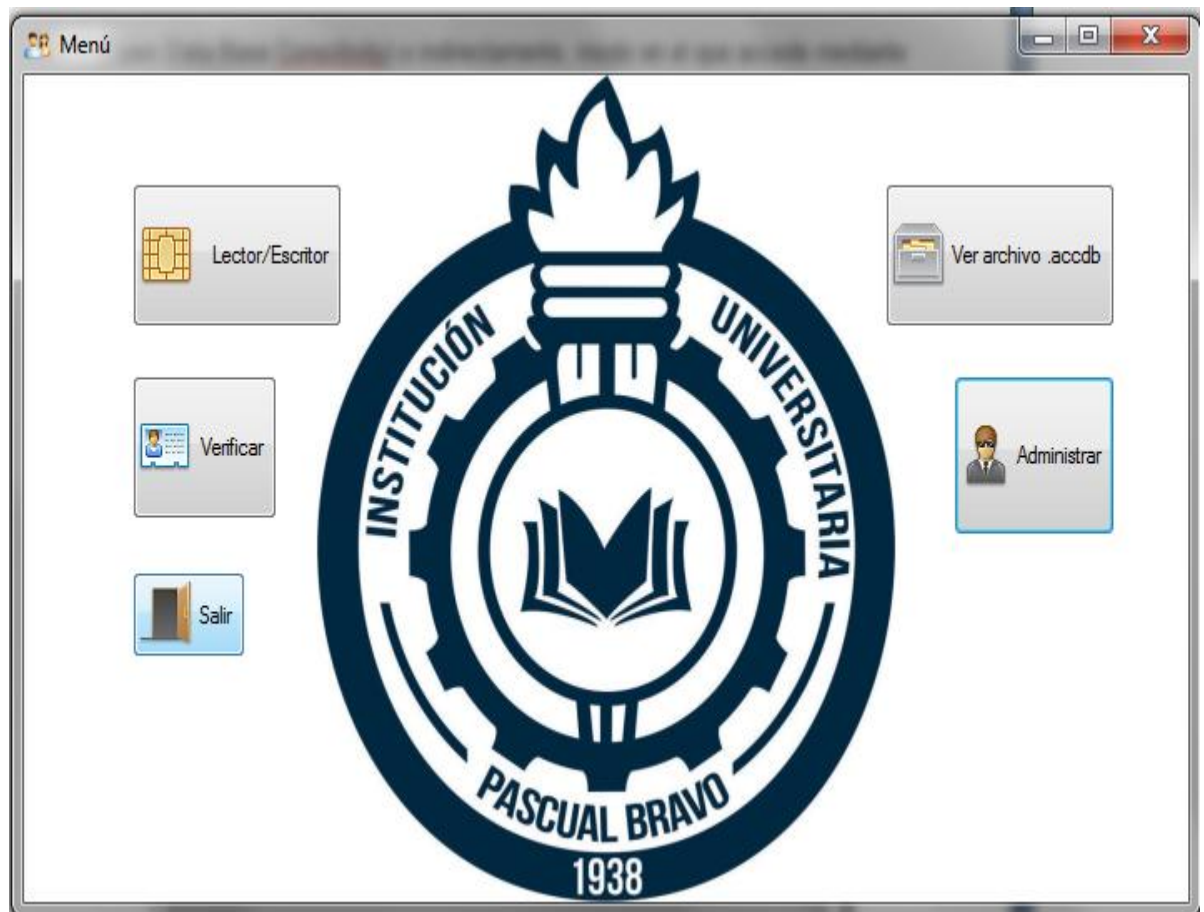 Menú
Lector/Escritor
Ver archivo .accdb
Verificar
Administrar
Salir
INSTITUCIÓN
UNIVERSITARIA
PASCUAL BRAVO
1938